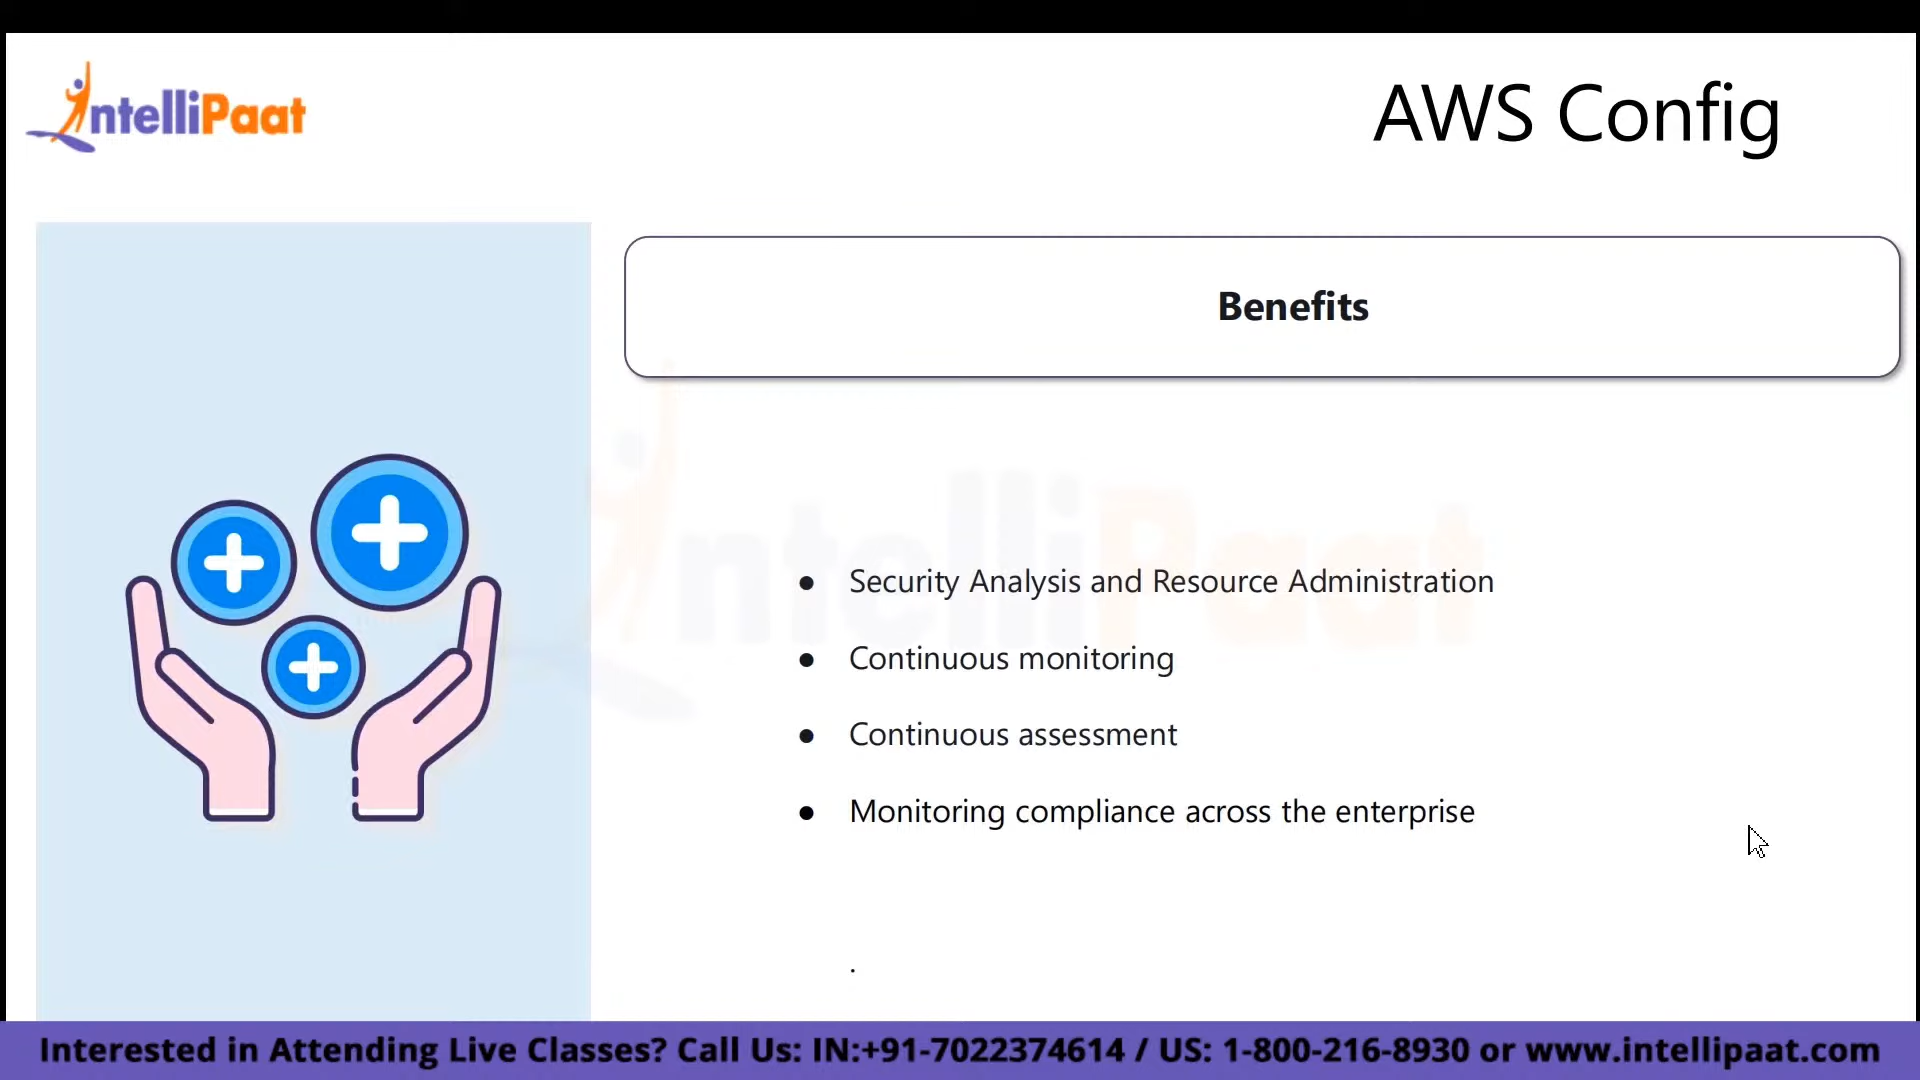 IntelliPaat
AWS Config
Benefits
● Security Analysis and Resource Administration
● Continuous monitoring
● Continuous assessment
● Monitoring compliance across the enterprise
.
Interested in Attending Live Classes? Call Us: IN:+91-7022374614 / US: 1-800-216-8930 or www.intellipaat.com